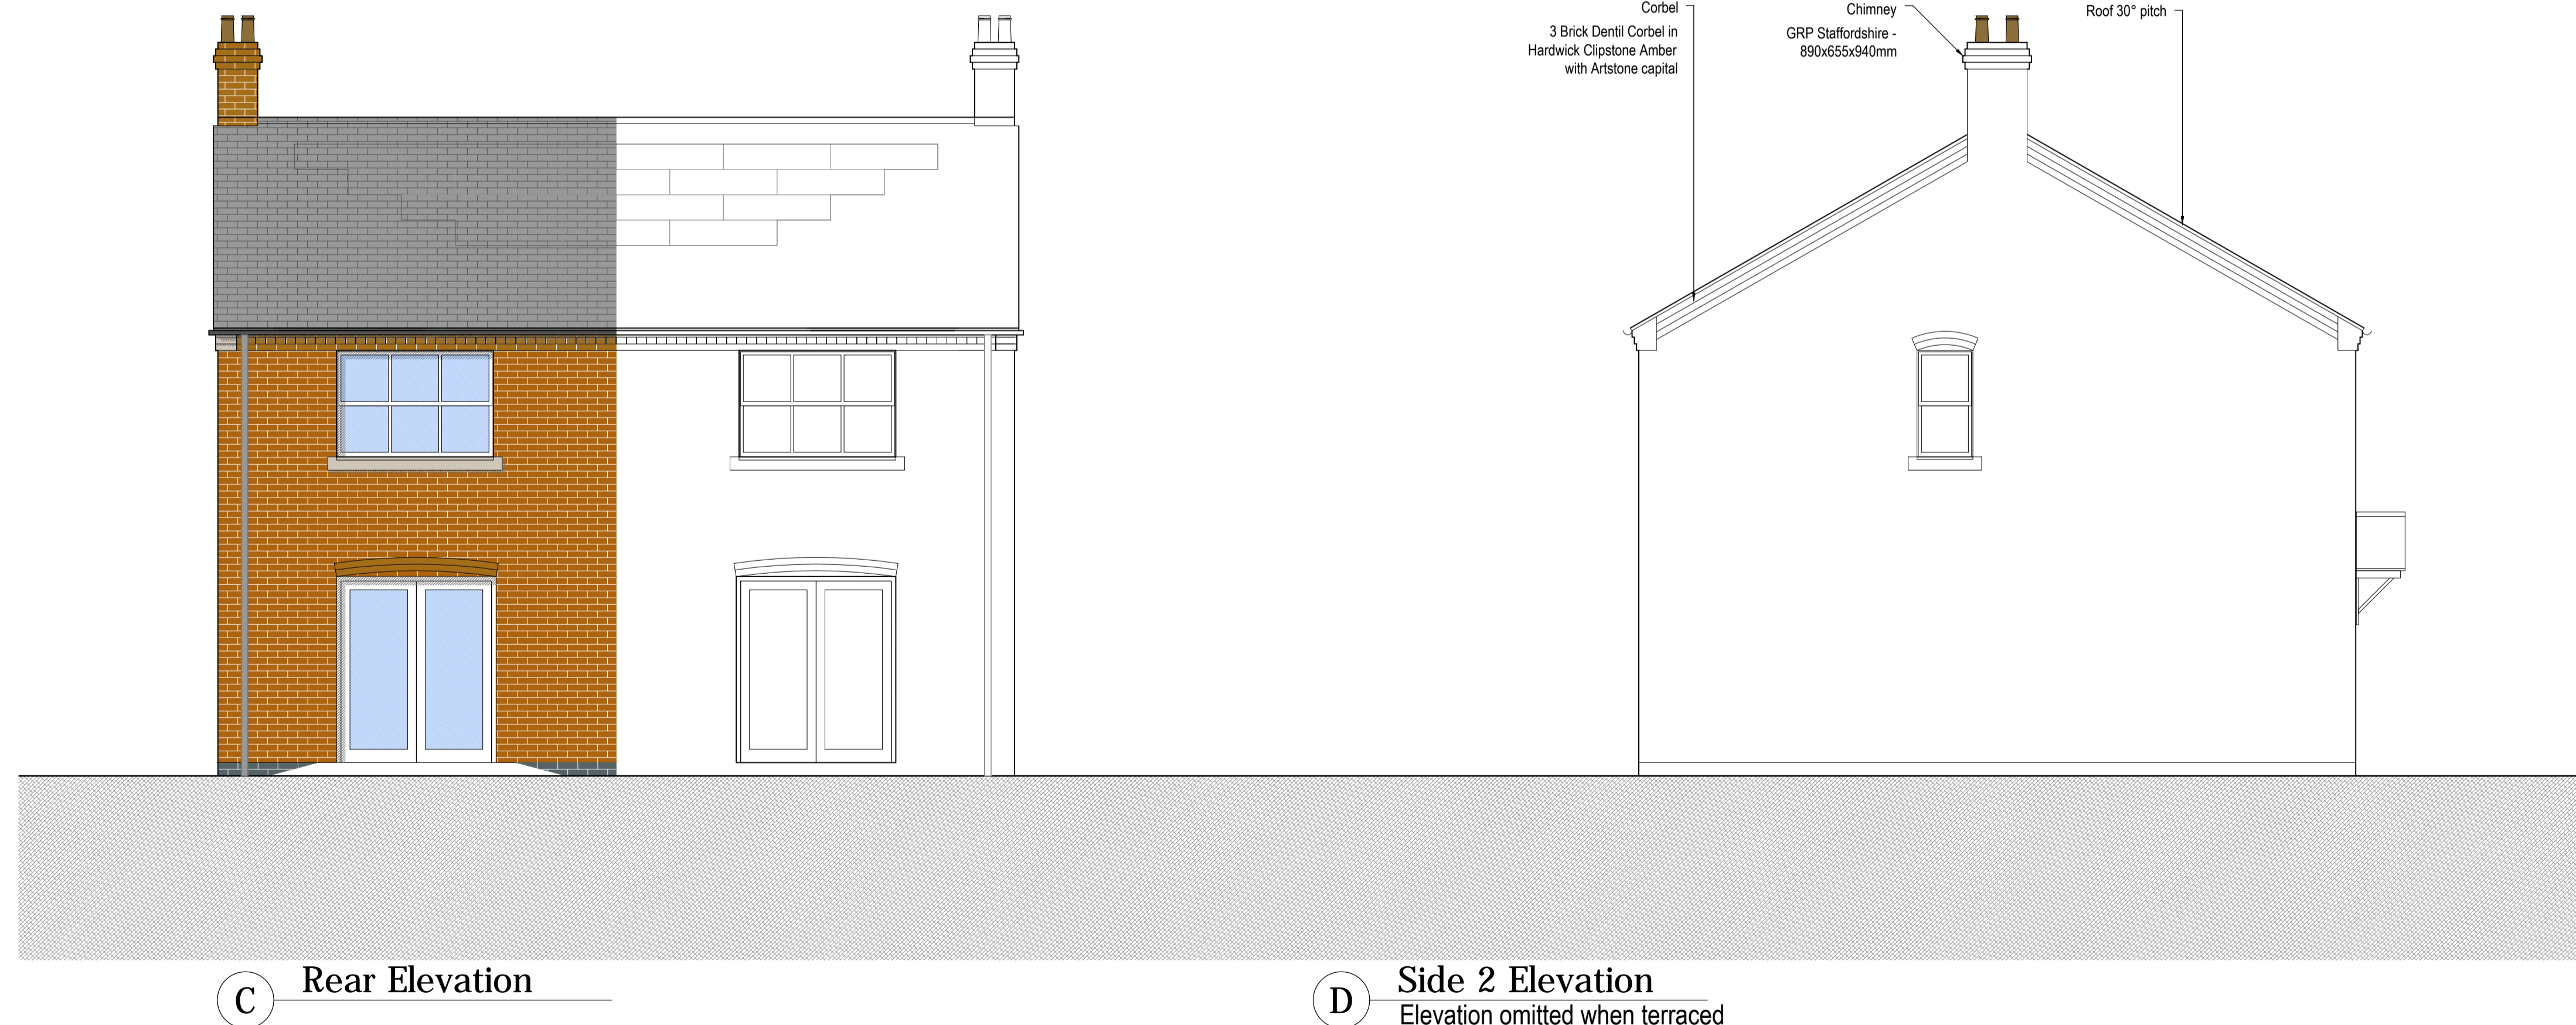 Corbel
3 Brick Dentil Corbel in
Hardwick Clipstone Amber
with Artstone capital
Chimney
GRP Staffordshire -
890x655x940mm
Roof 30° pitch
C
Rear Elevation
D
Side 2 Elevation
Elevation omitted when terraced